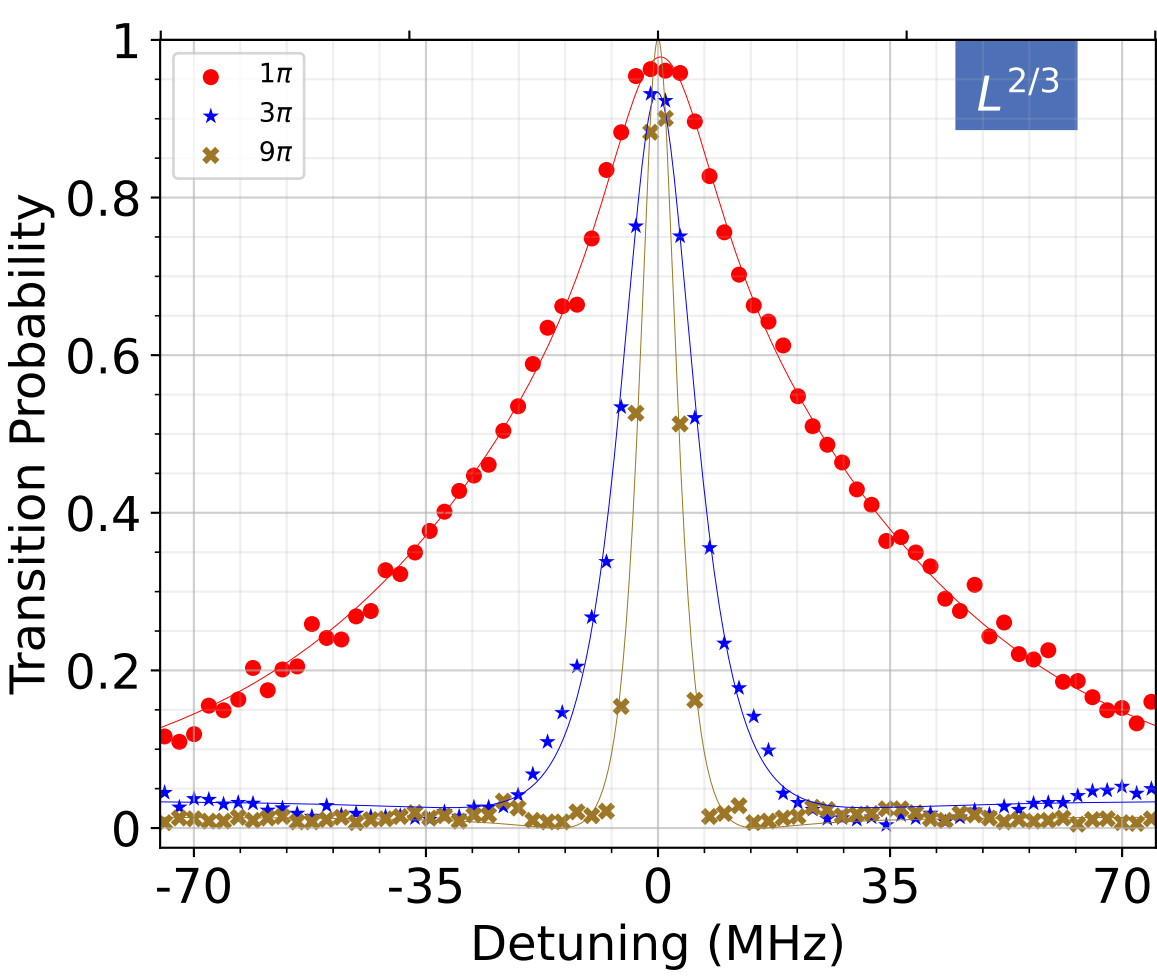 1π
3π
9π
L^2/3
1
0.8
0.6
0.4
0.2
0
Transition Probability
-70 -35 0 35 70
Detuning (MHz)